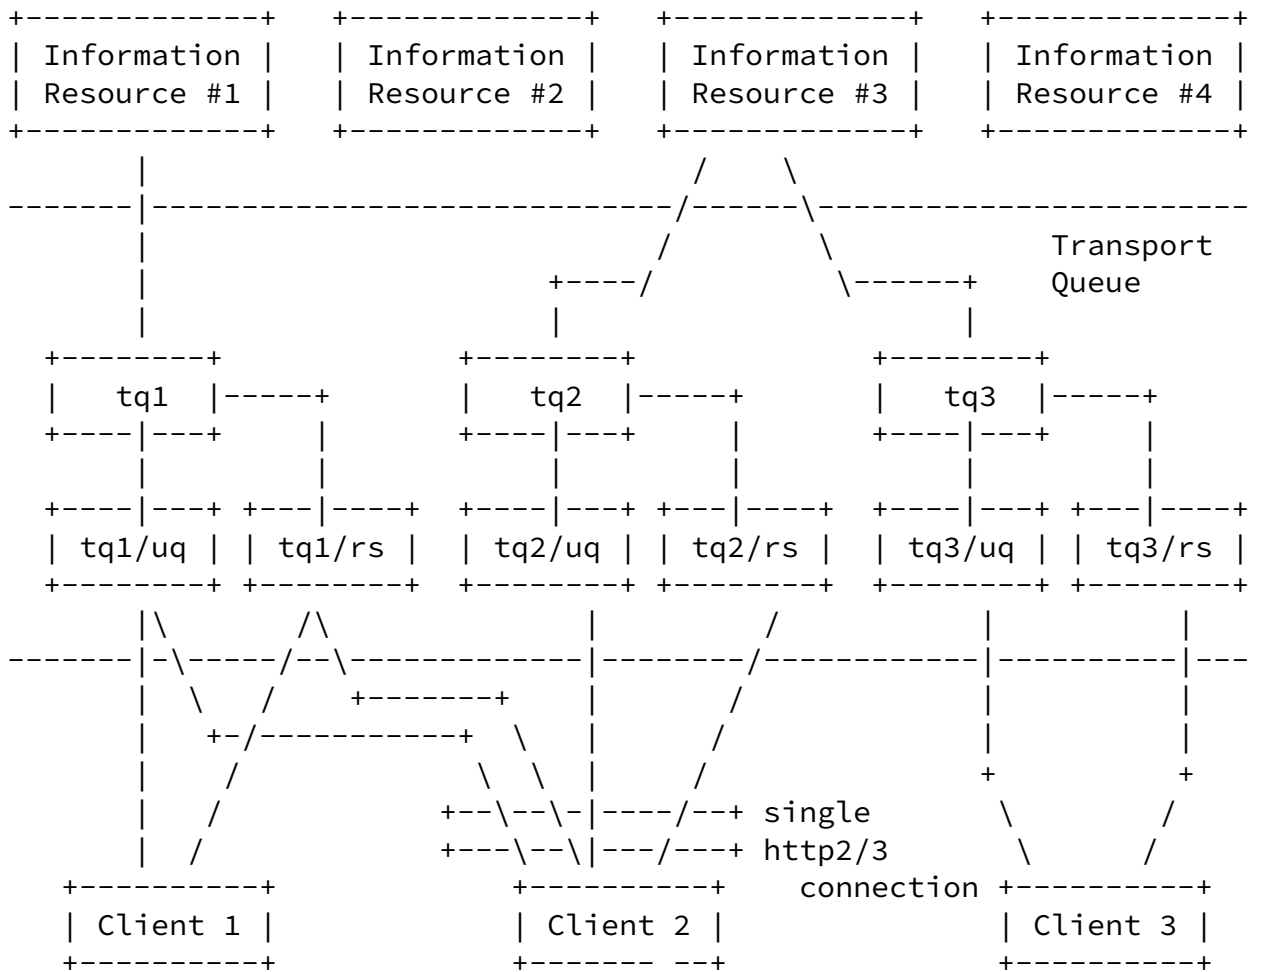 Information Information Information Information
Resource #1 Resource #2 Resource #3 Resource #4
Transport
Queue
tq1 tq2 tq3
tq1/uq tq1/rs tq2/uq tq2/rs tq3/uq tq3/rs
single
http2/3
connection
Client 1 Client 2 Client 3